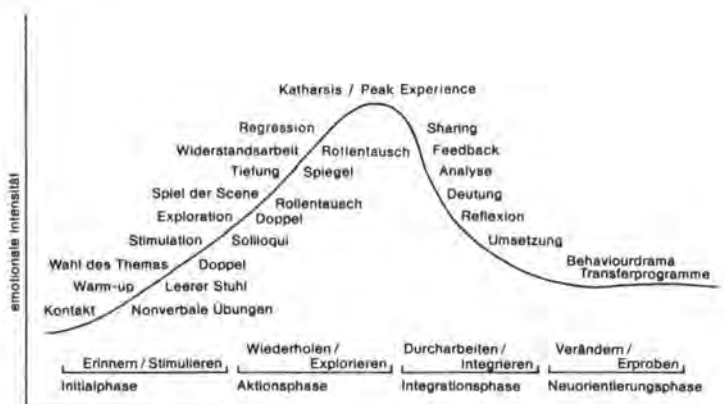 emotionale Intensität
Katharsis / Peak Experience
Regression
Sharing
Widerstandsarbeit
Rollentausch
Feedback
Tiefung
Spiegel
Analyse
Spiel der Scene
Rollentausch
Deutung
Exploration
Doppel
Reflexion
Stimulation
Soliloqui
Umsetzung
Wahl des Themas
Doppel
Behaviourdrama
Transferprogramme
Warm-up
Leerer Stuhl
Kontakt
Nonverbale Übungen
Erinnern / Stimulieren
Initialphase
Wiederholen /
Explorieren
Aktionsphase
Durcharbeiten /
Integrieren
Integrationsphase
Verändern /
Erproben
Neuorientierungsphase